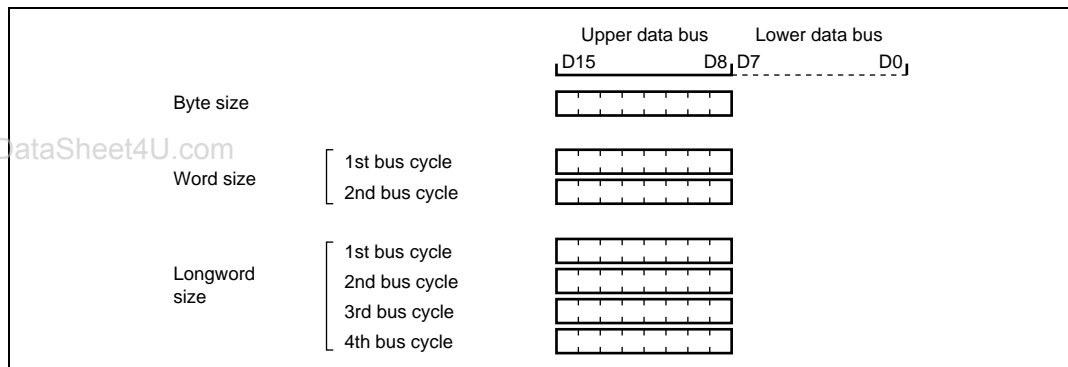 Upper data bus Lower data bus
D15 D8 D7 D0
Byte size
DataSheet4U.com
Word size
1st bus cycle
2nd bus cycle
Longword
size
1st bus cycle
2nd bus cycle
3rd bus cycle
4th bus cycle